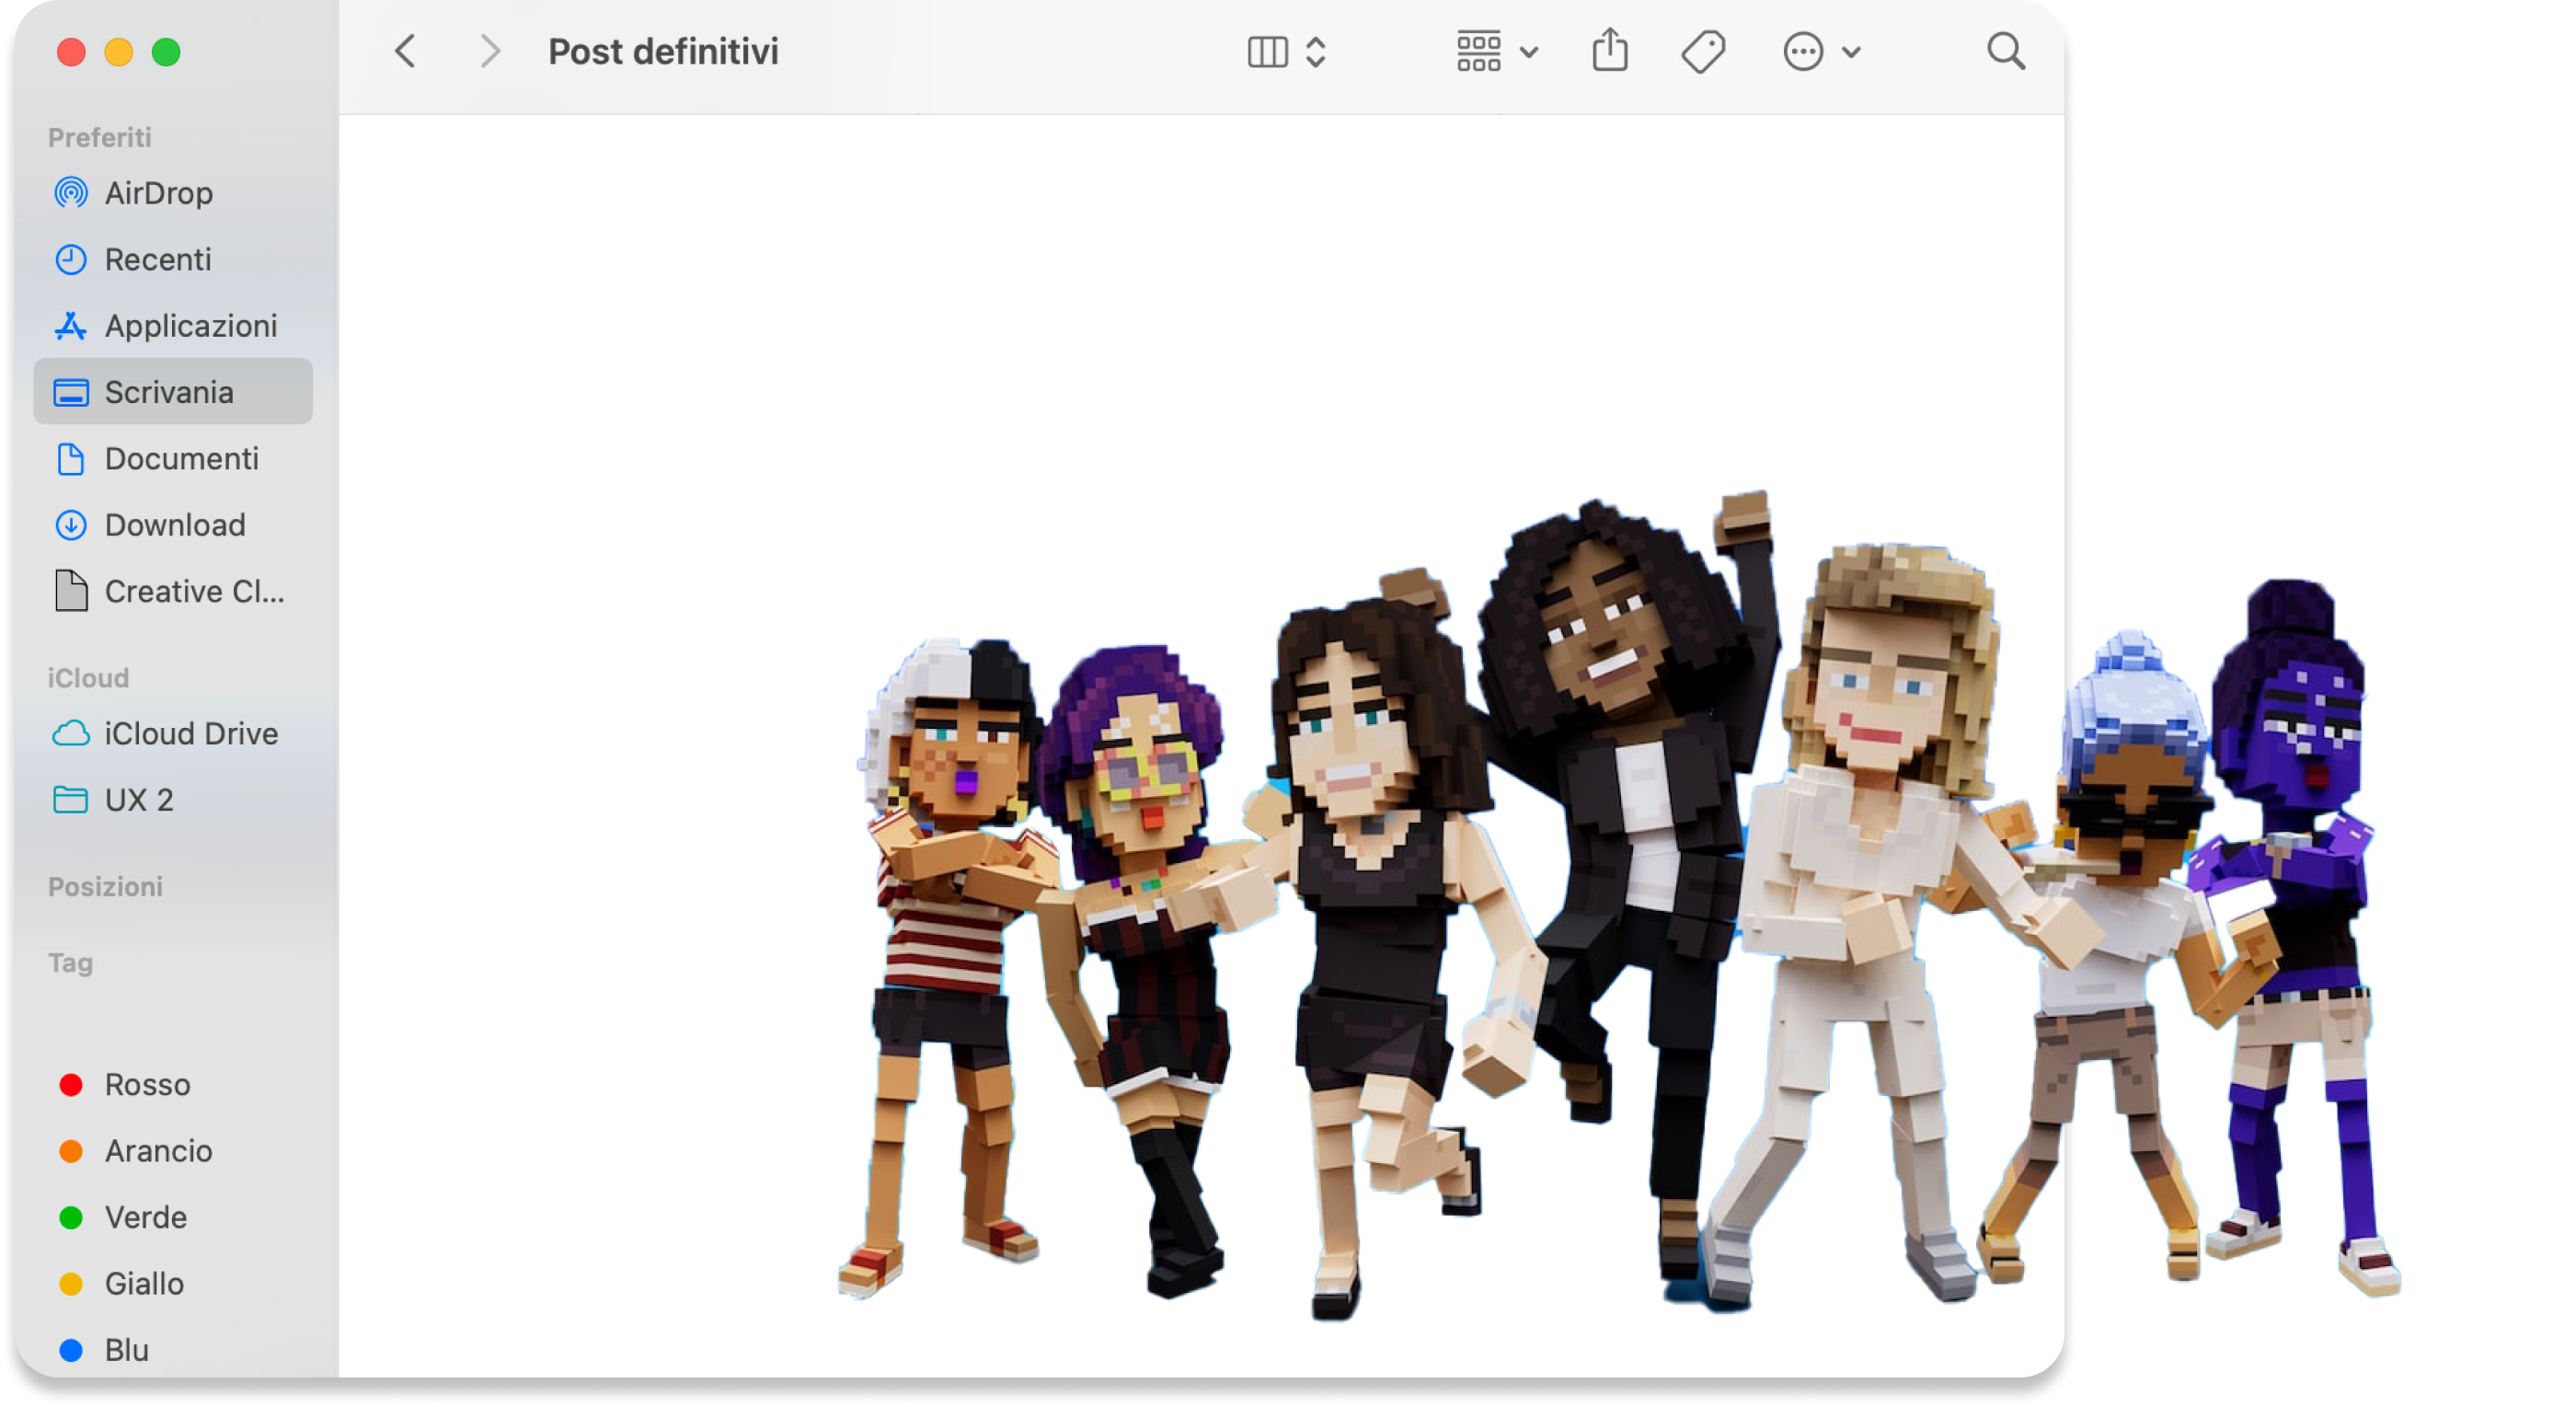 Post definitivi
Preferiti
AirDrop
Recenti
Applicazioni
Scrivania
Documenti
Download
Creative Cl...
iCloud
iCloud Drive
UX 2
Posizioni
Tag
Rosso
Arancio
Verde
Giallo
Blu